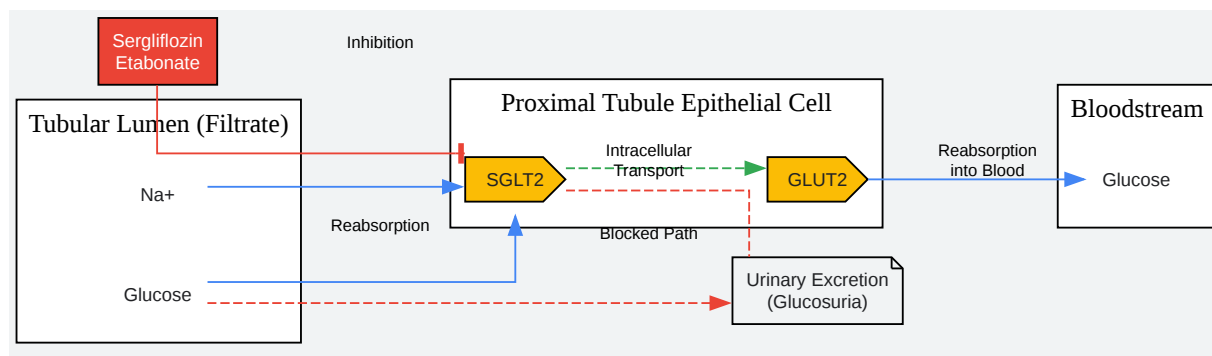 Sergliflozin
Etabonate
Inhibition
Tubular Lumen (Filtrate)
Proximal Tubule Epithelial Cell
Bloodstream
Na+
SGLT2
Intracellular
Transport
GLUT2
Reabsorption
into Blood
Glucose
Reabsorption
Blocked Path
Glucose
Urinary Excretion
(Glucosuria)